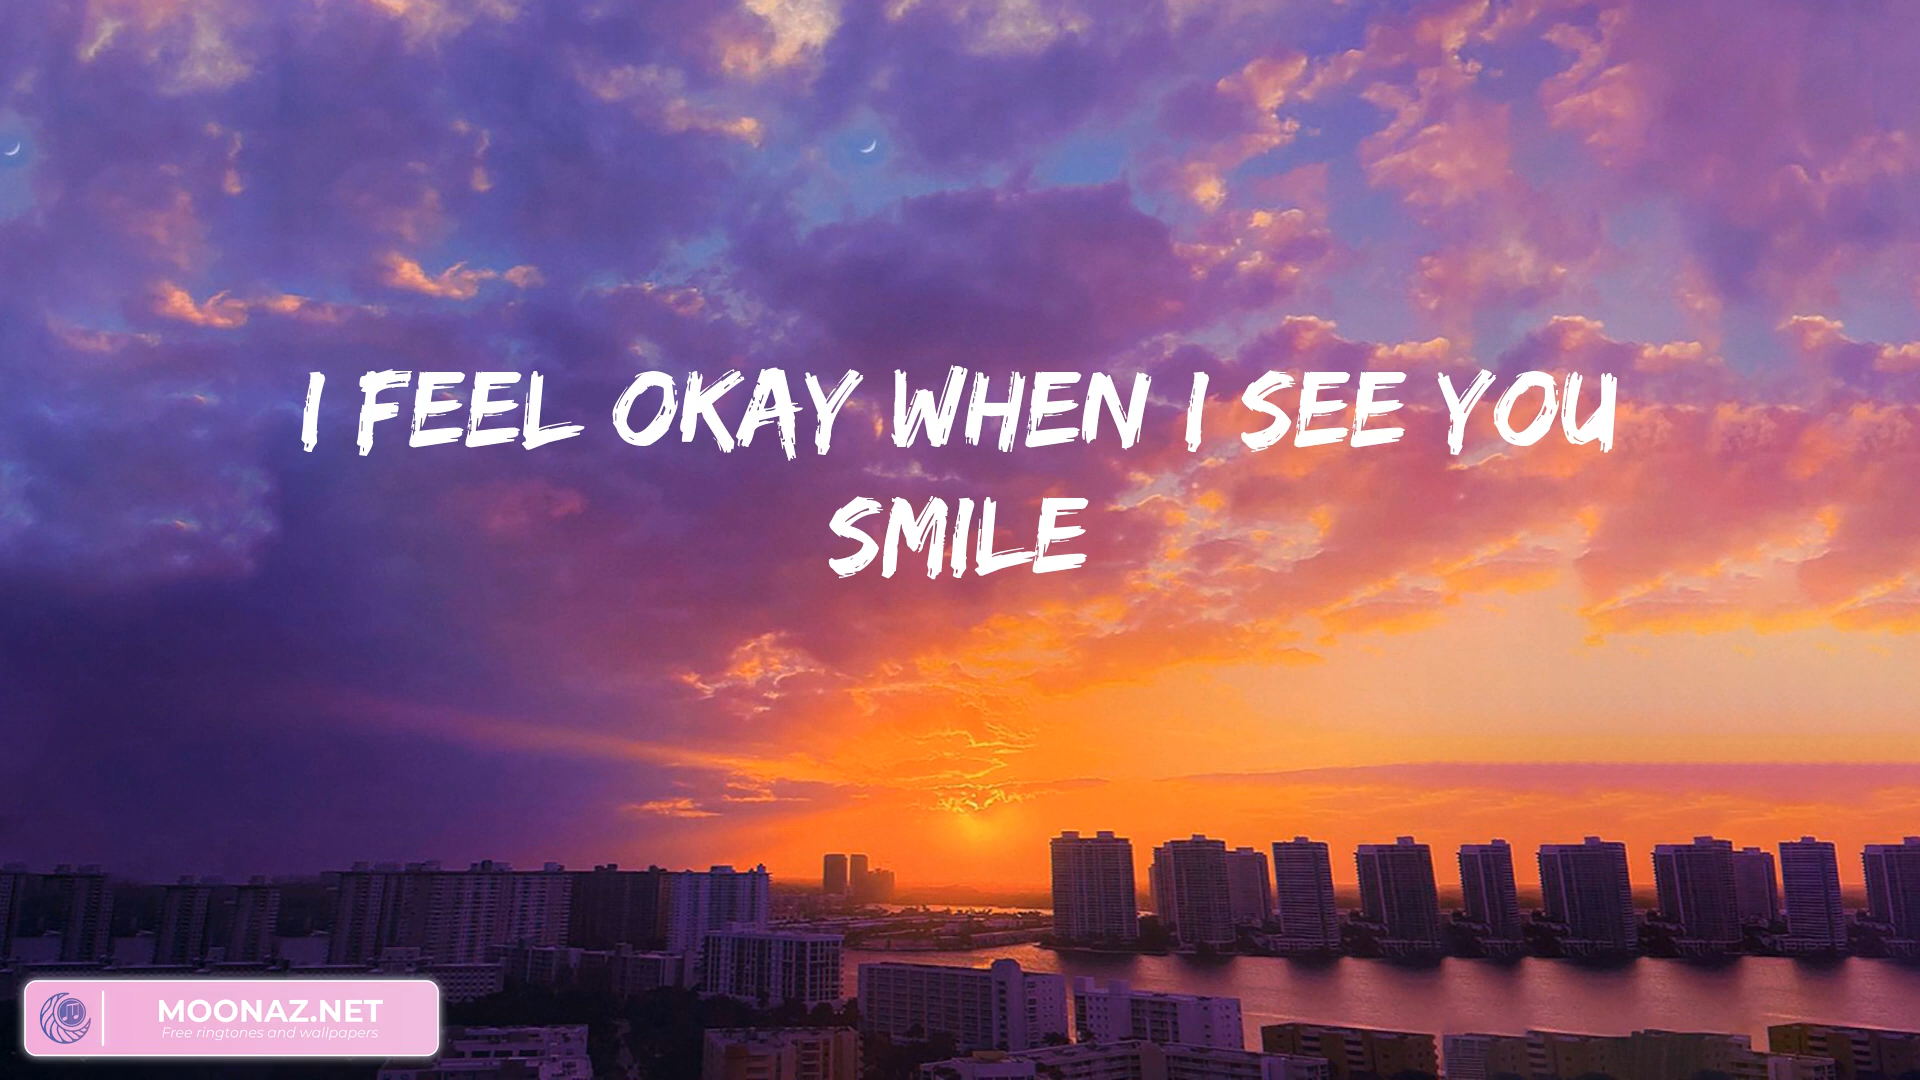 I FEEL OKAY WHEN I SEE YOU
SMILE
MOONAZ.NET
Free ringtones and wallpapers